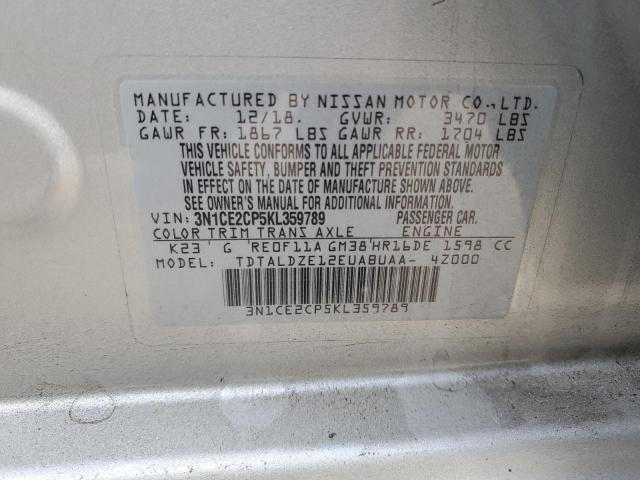 MANUFACTURED BY NISSAN MOTOR CO., LTD.
DATE: 12/18. GVWR: 3470 LBS
GAWR FR: 1867 LBS GAWR RR: 1704 LBS
THIS VEHICLE CONFORMS TO ALL APPLICABLE FEDERAL MOTOR
VEHICLE SAFETY, BUMPER AND THEFT PREVENTION STANDARDS
IN EFFECT ON THE DATE OF MANUFACTURE SHOWN ABOVE.
SEE OWNER'S MANUAL FOR ADDITIONAL INFORMATION.
VIN: 3N1CE2CP5KL359789 PASSENGER CAR.
COLOR TRIM TRANS AXLE ENGINE
K23 G RE0F11A GM38 HR16DE 1598 CC
MODEL: TDTALDZE12EUABUAA- 4Z000
3N1CE2CP5KL359789